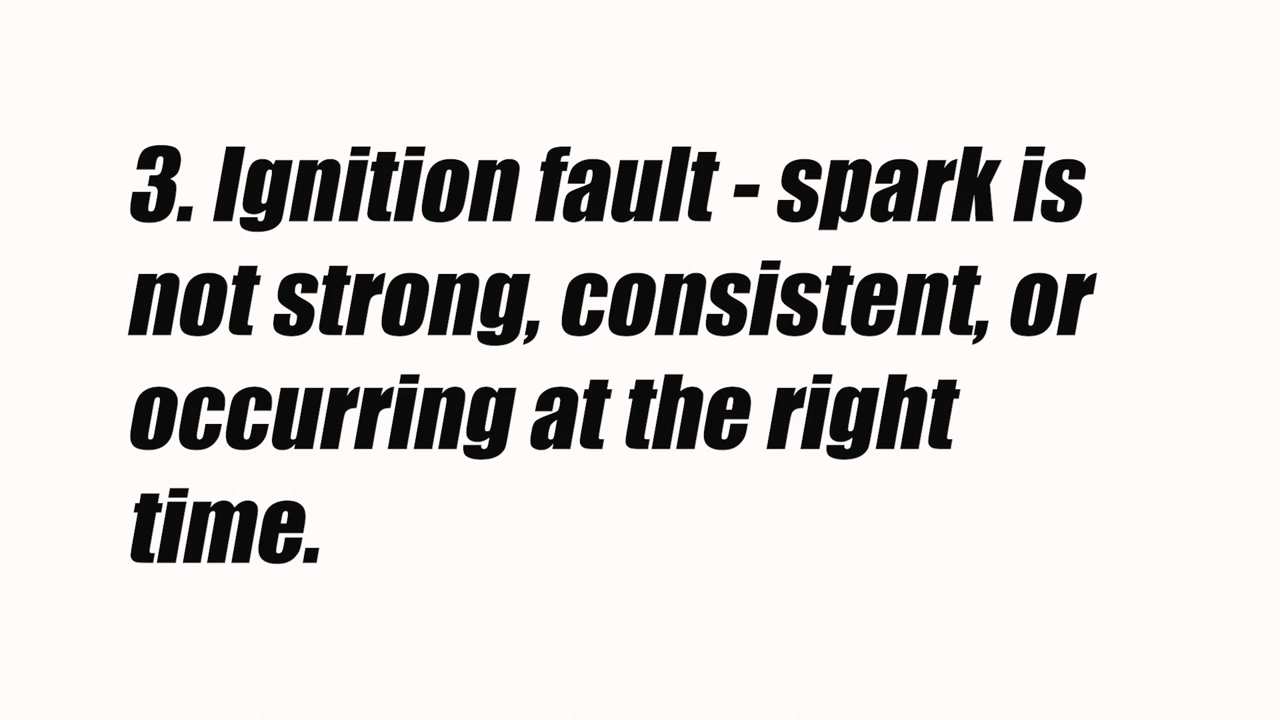 3. Ignition fault - spark is
not strong, consistent, or
occurring at the right
time.